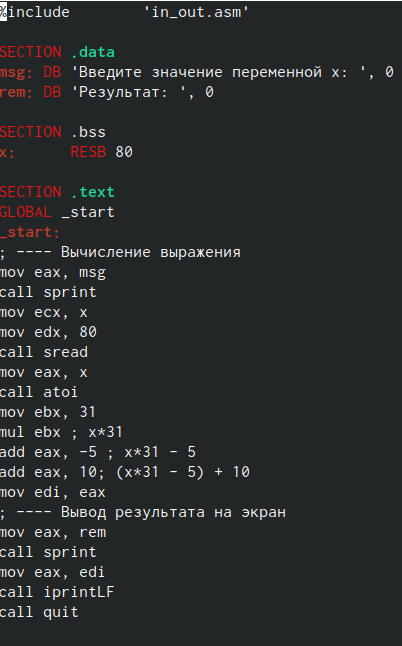 %include 'in_out.asm'
SECTION .data
msg: DB 'Введите значение переменной x: ', 0
rem: DB 'Результат: ', 0
SECTION .bss
x: RESB 80
SECTION .text
GLOBAL _start
_start:
; ---- Вычисление выражения
mov eax, msg
call sprint
mov ecx, x
mov edx, 80
call sread
mov eax, x
call atoi
mov ebx, 31
mul ebx ; x*31
add eax, -5 ; x*31 - 5
add eax, 10; (x*31 - 5) + 10
mov edi, eax
; ---- Вывод результата на экран
mov eax, rem
call sprint
mov eax, edi
call iprintLF
call quit